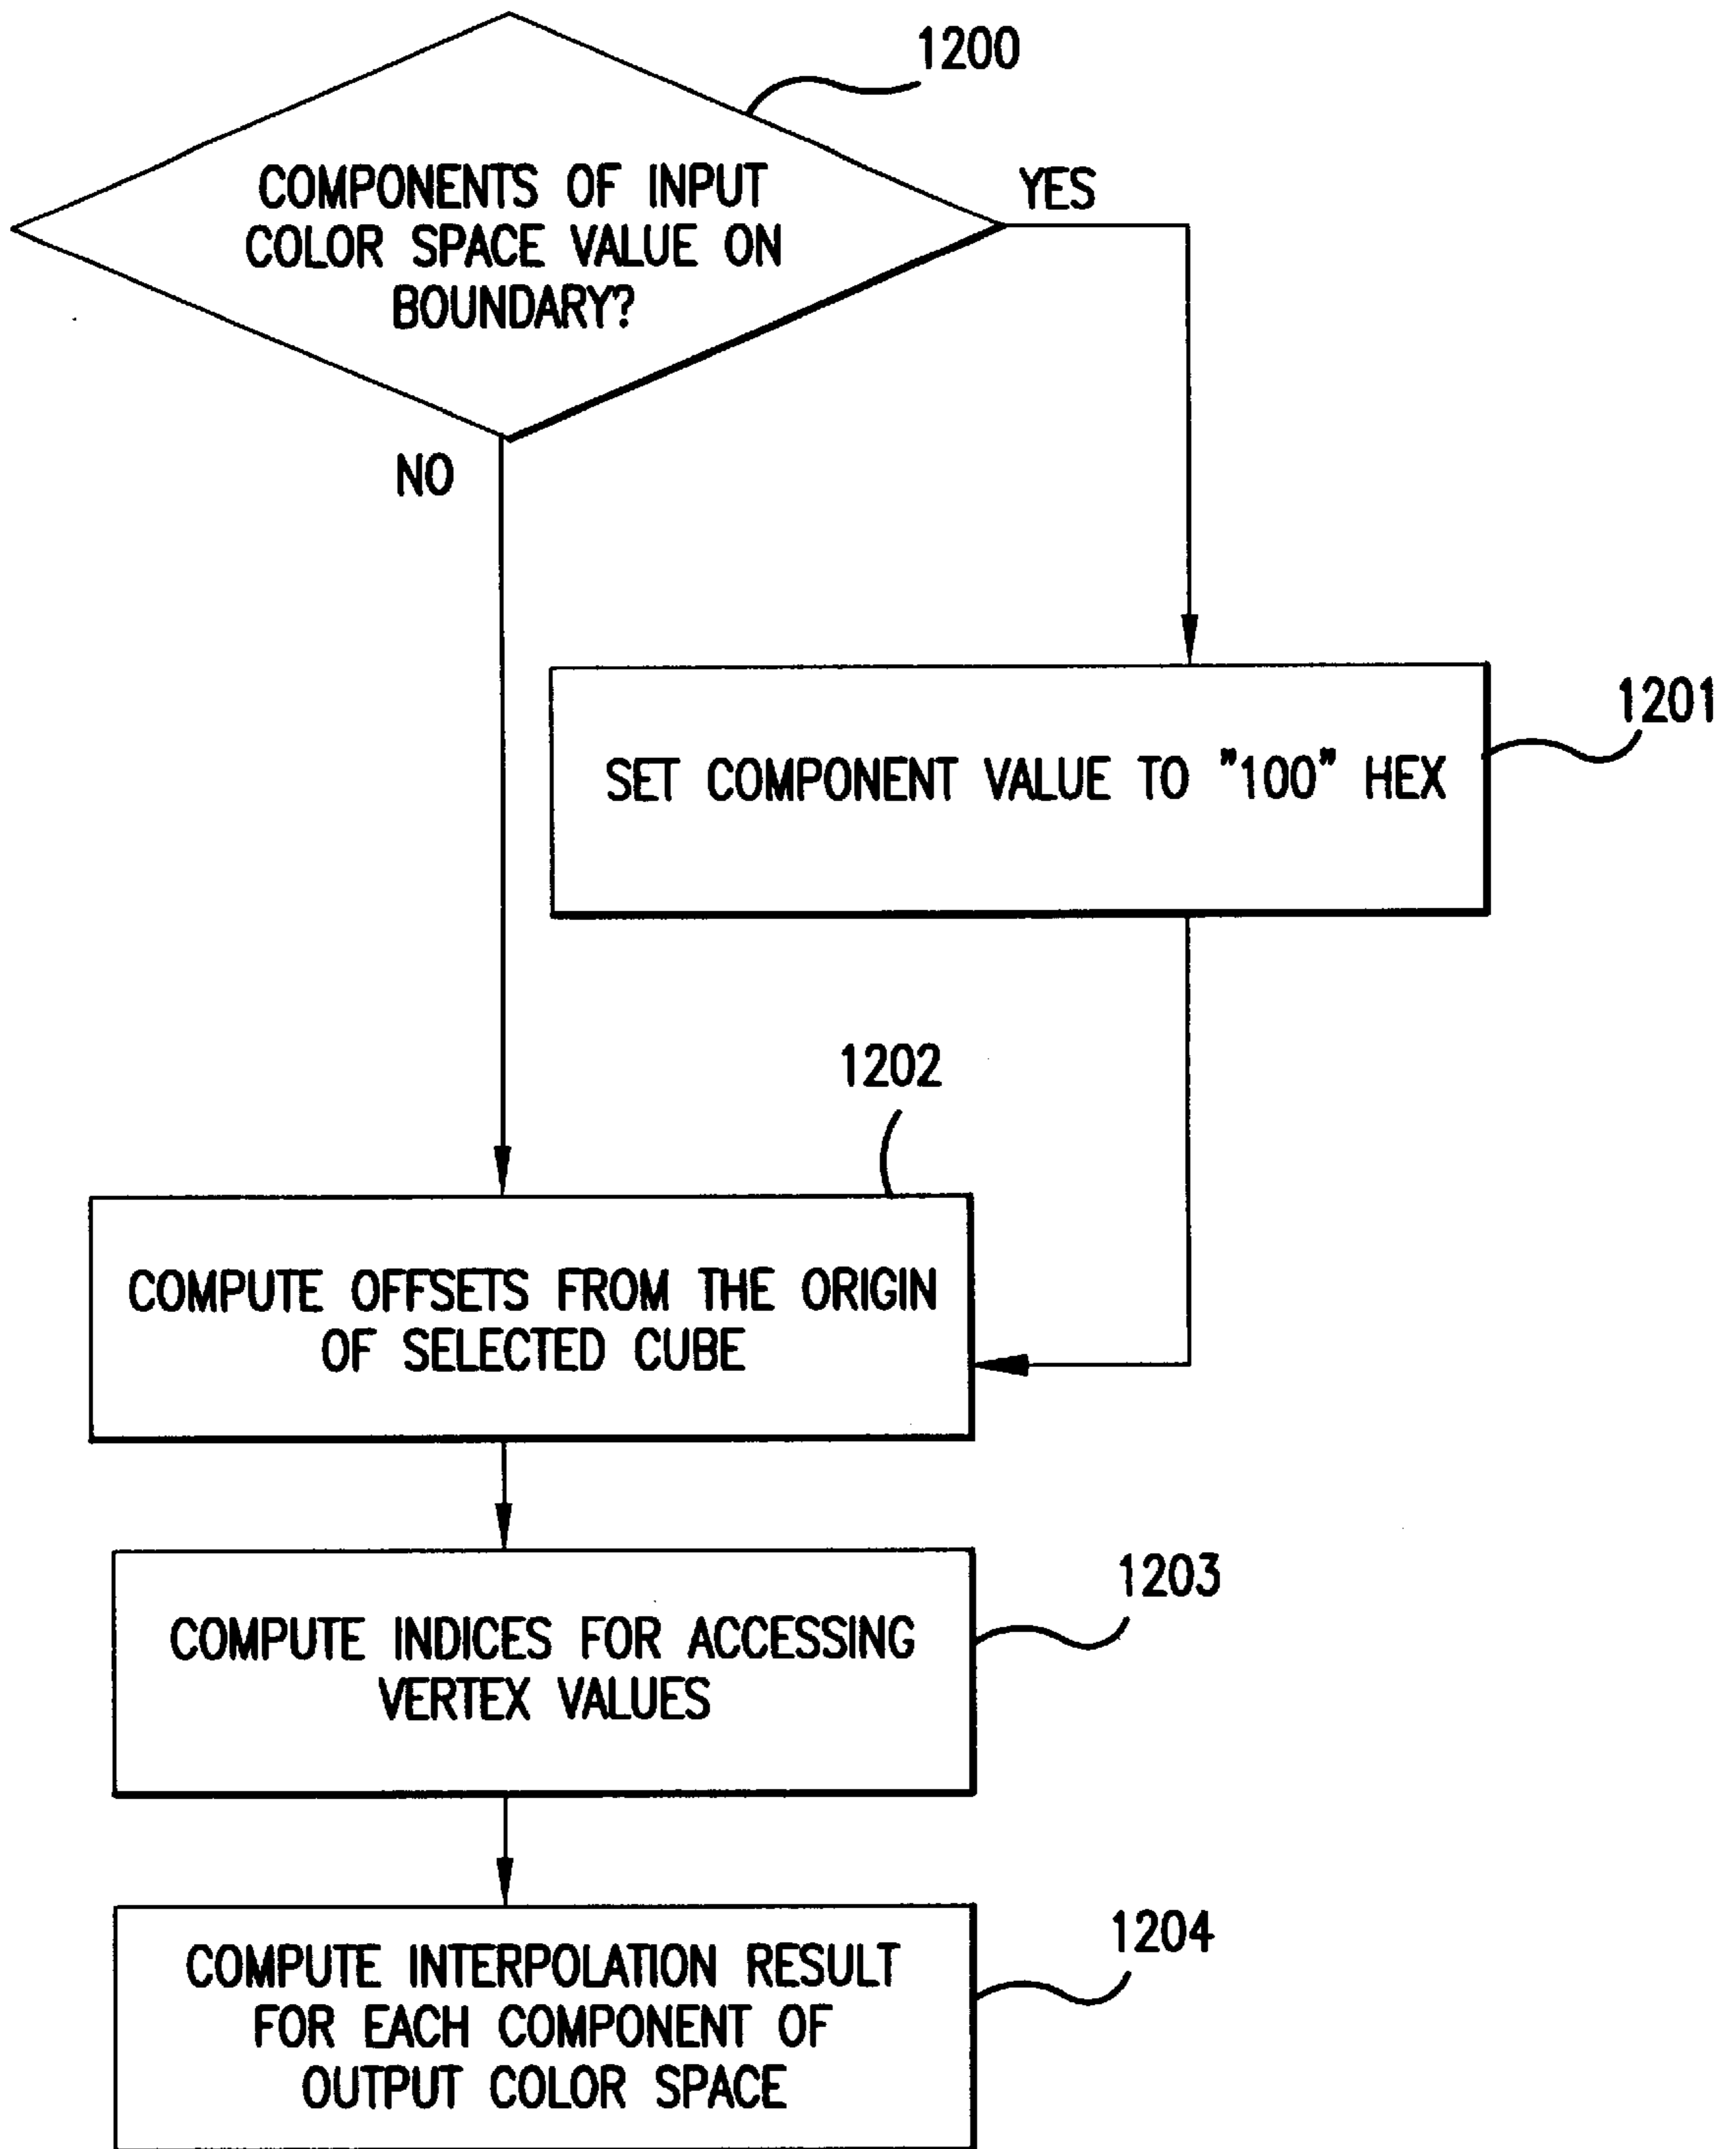 1200
COMPONENTS OF INPUT
COLOR SPACE VALUE ON
BOUNDARY?
YES
NO
1201
SET COMPONENT VALUE TO "100" HEX
1202
COMPUTE OFFSETS FROM THE ORIGIN
OF SELECTED CUBE
1203
COMPUTE INDICES FOR ACCESSING
VERTEX VALUES
1204
COMPUTE INTERPOLATION RESULT
FOR EACH COMPONENT OF
OUTPUT COLOR SPACE